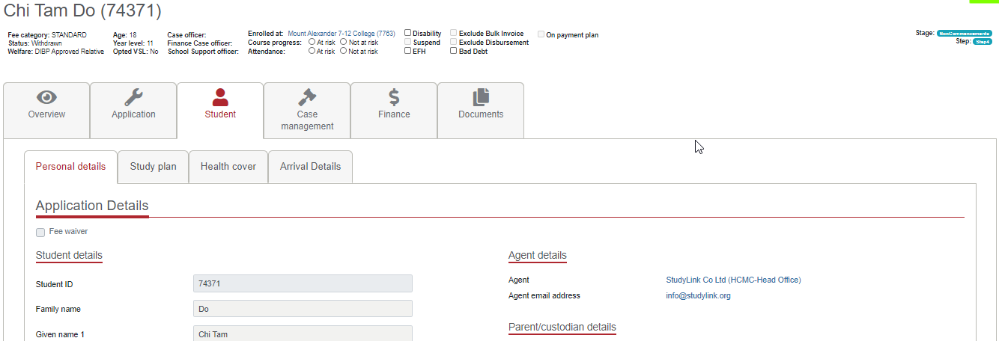 Chi Tam Do (74371)
Fee category: STANDARD
Status: Withdrawn
Welfare: DIBP Approved Relative
Age: 18
Year level: 11
Opted VSL: No
Case officer:
Finance Case officer:
School Support officer:
Enrolled at: Mount Alexander 7-12 College (7763)
Course progress: At risk Not at risk
Attendance: At risk Not at risk
Disability
Suspend
EFH
Exclude Bulk Invoice
Exclude Disbursement
Bad Debt
On payment plan
Stage: NonCommencements
Step: Step4
Overview
Application
Student
Case
management
Finance
Documents
Personal details
Study plan
Health cover
Arrival Details
Application Details
Fee waiver
Student details
Student ID 74371
Family name Do
Given name 1 Chi Tam
Agent details
Agent StudyLink Co Ltd (HCMC-Head Office)
Agent email address info@studylink.org
Parent/custodian details